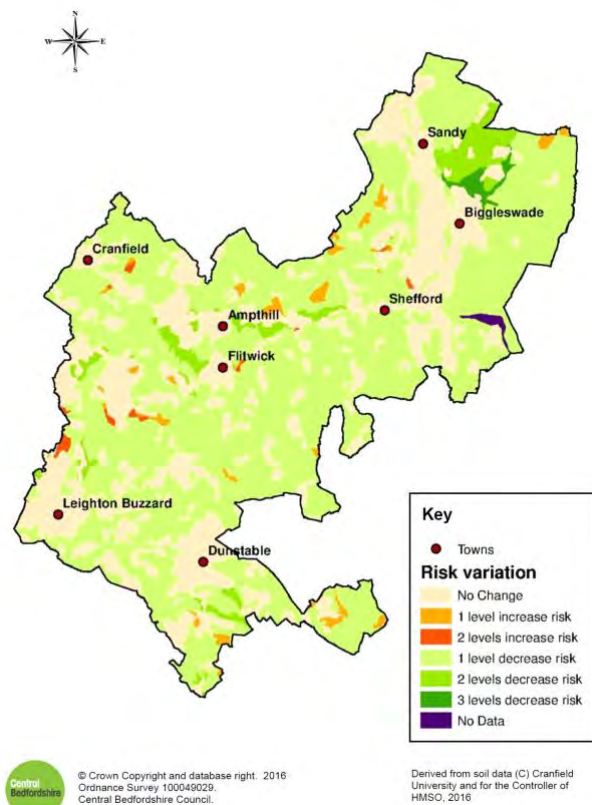 N
W
E
S
Sandy
Biggleswade
Cranfield
Shefford
Ampthill
Flitwick
Leighton Buzzard
Dunstable
Key
Towns
Risk variation
No Change
1 level increase risk
2 levels increase risk
1 level decrease risk
2 levels decrease risk
3 levels decrease risk
No Data
Central
Bedfordshire
© Crown Copyright and database right. 2016
Ordnance Survey 100049029.
Central Bedfordshire Council.
Derived from soil data (C) Cranfield
University and for the Controller of
HMSO, 2016